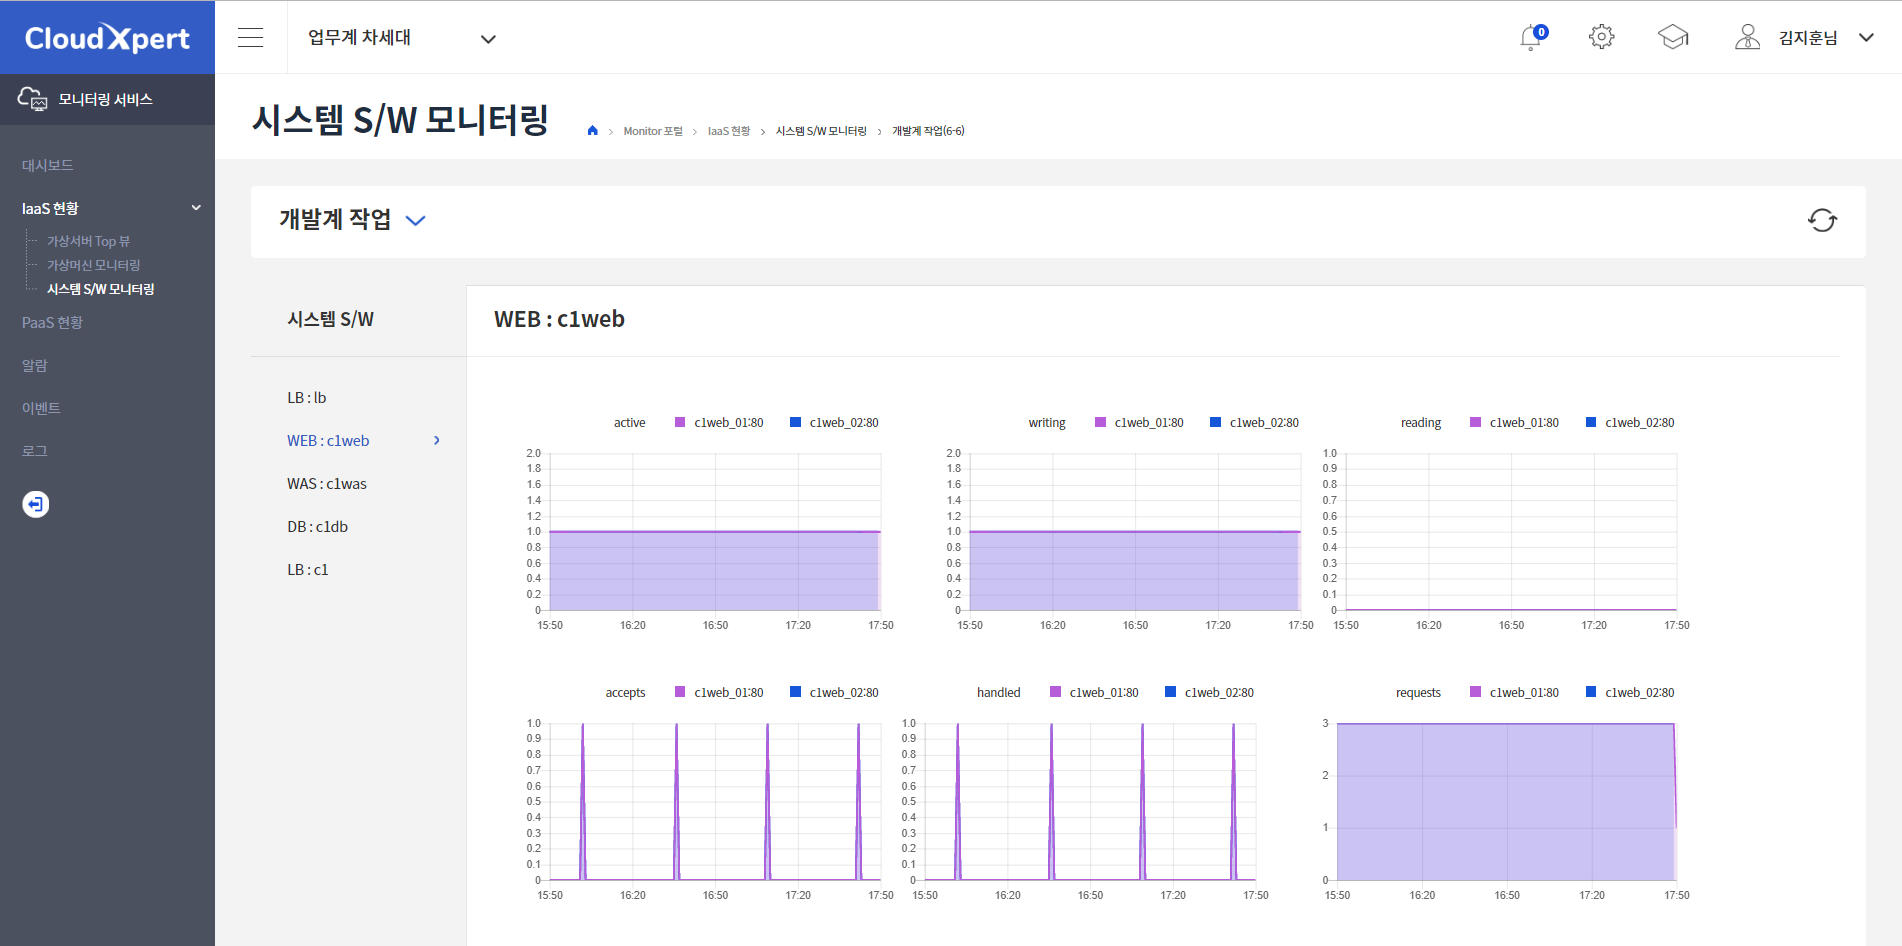 CloudXpert
업무계 차세대
0
김지훈님
모니터링 서비스
시스템 S/W 모니터링
Monitor 포털 > IaaS 현황 > 시스템 S/W 모니터링 > 개발계 작업(6-6)
대시보드
IaaS 현황
가상서버 Top 뷰
가상머신 모니터링
시스템 S/W 모니터링
PaaS 현황
알람
이벤트
로그
개발계 작업
시스템 S/W
LB : lb
WEB : c1web
WAS : c1was
DB : c1db
LB : c1
WEB : c1web
active c1web_01:80 c1web_02:80
2.0
1.8
1.6
1.4
1.2
1.0
0.8
0.6
0.4
0.2
0
15:50 16:20 16:50 17:20 17:50
writing c1web_01:80 c1web_02:80
2.0
1.8
1.6
1.4
1.2
1.0
0.8
0.6
0.4
0.2
0
15:50 16:20 16:50 17:20 17:50
reading c1web_01:80 c1web_02:80
1.0
0.9
0.8
0.7
0.6
0.5
0.4
0.3
0.2
0.1
0
15:50 16:20 16:50 17:20 17:50
accepts c1web_01:80 c1web_02:80
1.0
0.9
0.8
0.7
0.6
0.5
0.4
0.3
0.2
0.1
0
15:50 16:20 16:50 17:20 17:50
handled c1web_01:80 c1web_02:80
1.0
0.9
0.8
0.7
0.6
0.5
0.4
0.3
0.2
0.1
0
15:50 16:20 16:50 17:20 17:50
requests c1web_01:80 c1web_02:80
3
2
1
0
15:50 16:20 16:50 17:20 17:50